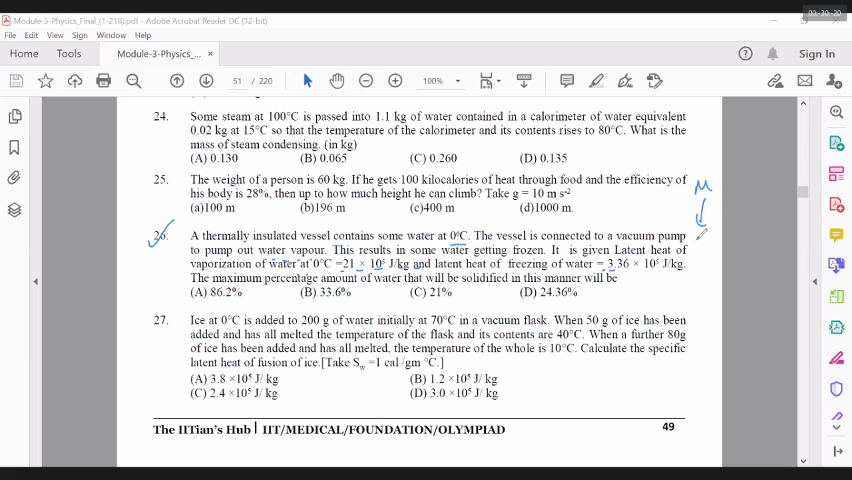 00:30:20
Module-3-Physics_Final_(1-218).pdf - Adobe Acrobat Reader DC (32-bit)
File Edit View Sign Window Help
Home Tools Module-3-Physics_... × Sign In
51 / 220 100%
24. Some steam at 100°C is passed into 1.1 kg of water contained in a calorimeter of water equivalent
0.02 kg at 15°C so that the temperature of the calorimeter and its contents rises to 80°C. What is the
mass of steam condensing. (in kg)
(A) 0.130 (B) 0.065 (C) 0.260 (D) 0.135
25. The weight of a person is 60 kg. If he gets 100 kilocalories of heat through food and the efficiency of
his body is 28%, then up to how much height he can climb? Take g = 10 m s⁻²
(a)100 m (b)196 m (c)400 m (d)1000 m
M
26. A thermally insulated vessel contains some water at 0°C. The vessel is connected to a vacuum pump
to pump out water vapour. This results in some water getting frozen. It is given Latent heat of
vaporization of water at 0°C =21 × 10⁵ J/kg and latent heat of freezing of water = 3.36 × 10⁵ J/kg.
The maximum percentage amount of water that will be solidified in this manner will be
(A) 86.2% (B) 33.6% (C) 21% (D) 24.36%
27. Ice at 0°C is added to 200 g of water initially at 70°C in a vacuum flask. When 50 g of ice has been
added and has all melted the temperature of the flask and its contents are 40°C. When a further 80g
of ice has been added and has all melted, the temperature of the whole is 10°C. Calculate the specific
latent heat of fusion of ice.[Take S_w =1 cal /gm °C.]
(A) 3.8 ×10⁵ J/ kg (B) 1.2 ×10⁵ J/ kg
(C) 2.4 ×10⁵ J/ kg (D) 3.0 ×10⁵ J/ kg
The IITian's Hub | IIT/MEDICAL/FOUNDATION/OLYMPIAD 49